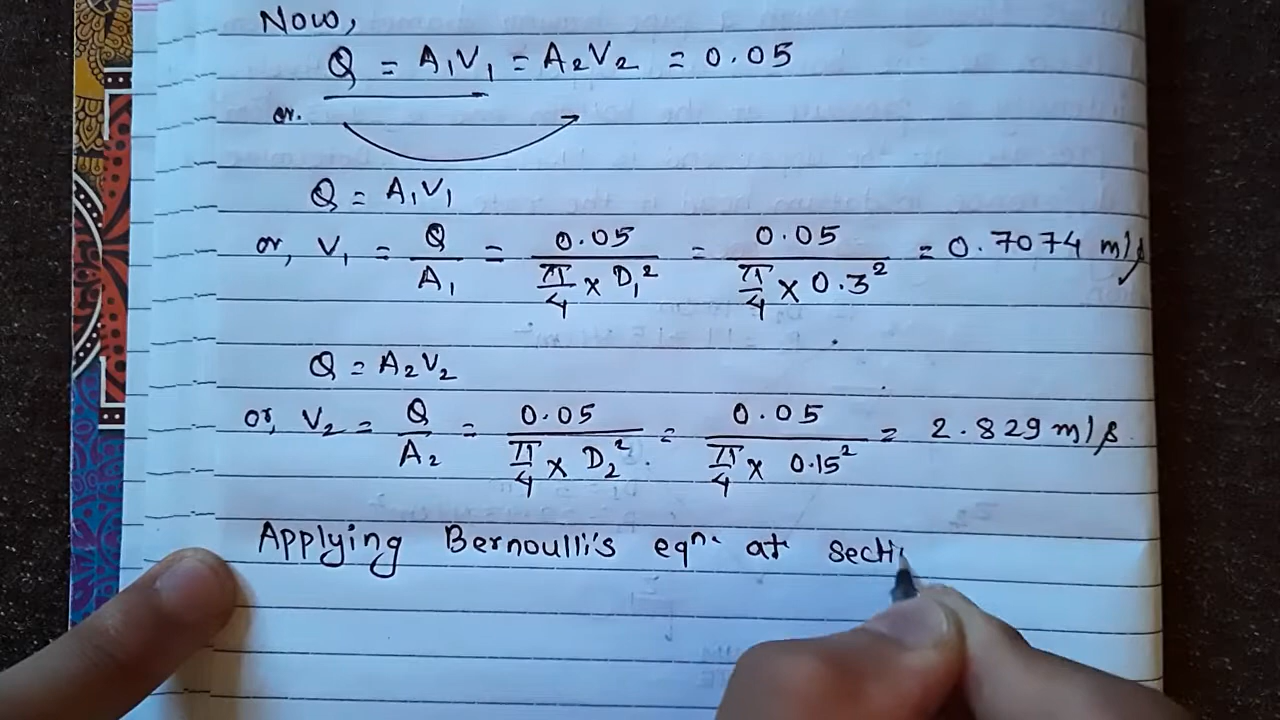 Now,
Q = A₁V₁ = A₂V₂ = 0.05
or.
Q = A₁V₁
or, V₁ = Q/A₁ = 0.05/(π/4 × D₁²) = 0.05/(π/4 × 0.3²) = 0.7074 m/s
Q = A₂V₂
or, V₂ = Q/A₂ = 0.05/(π/4 × D₂²) = 0.05/(π/4 × 0.15²) = 2.829 m/s
Applying Bernoulli's eqn. at secti